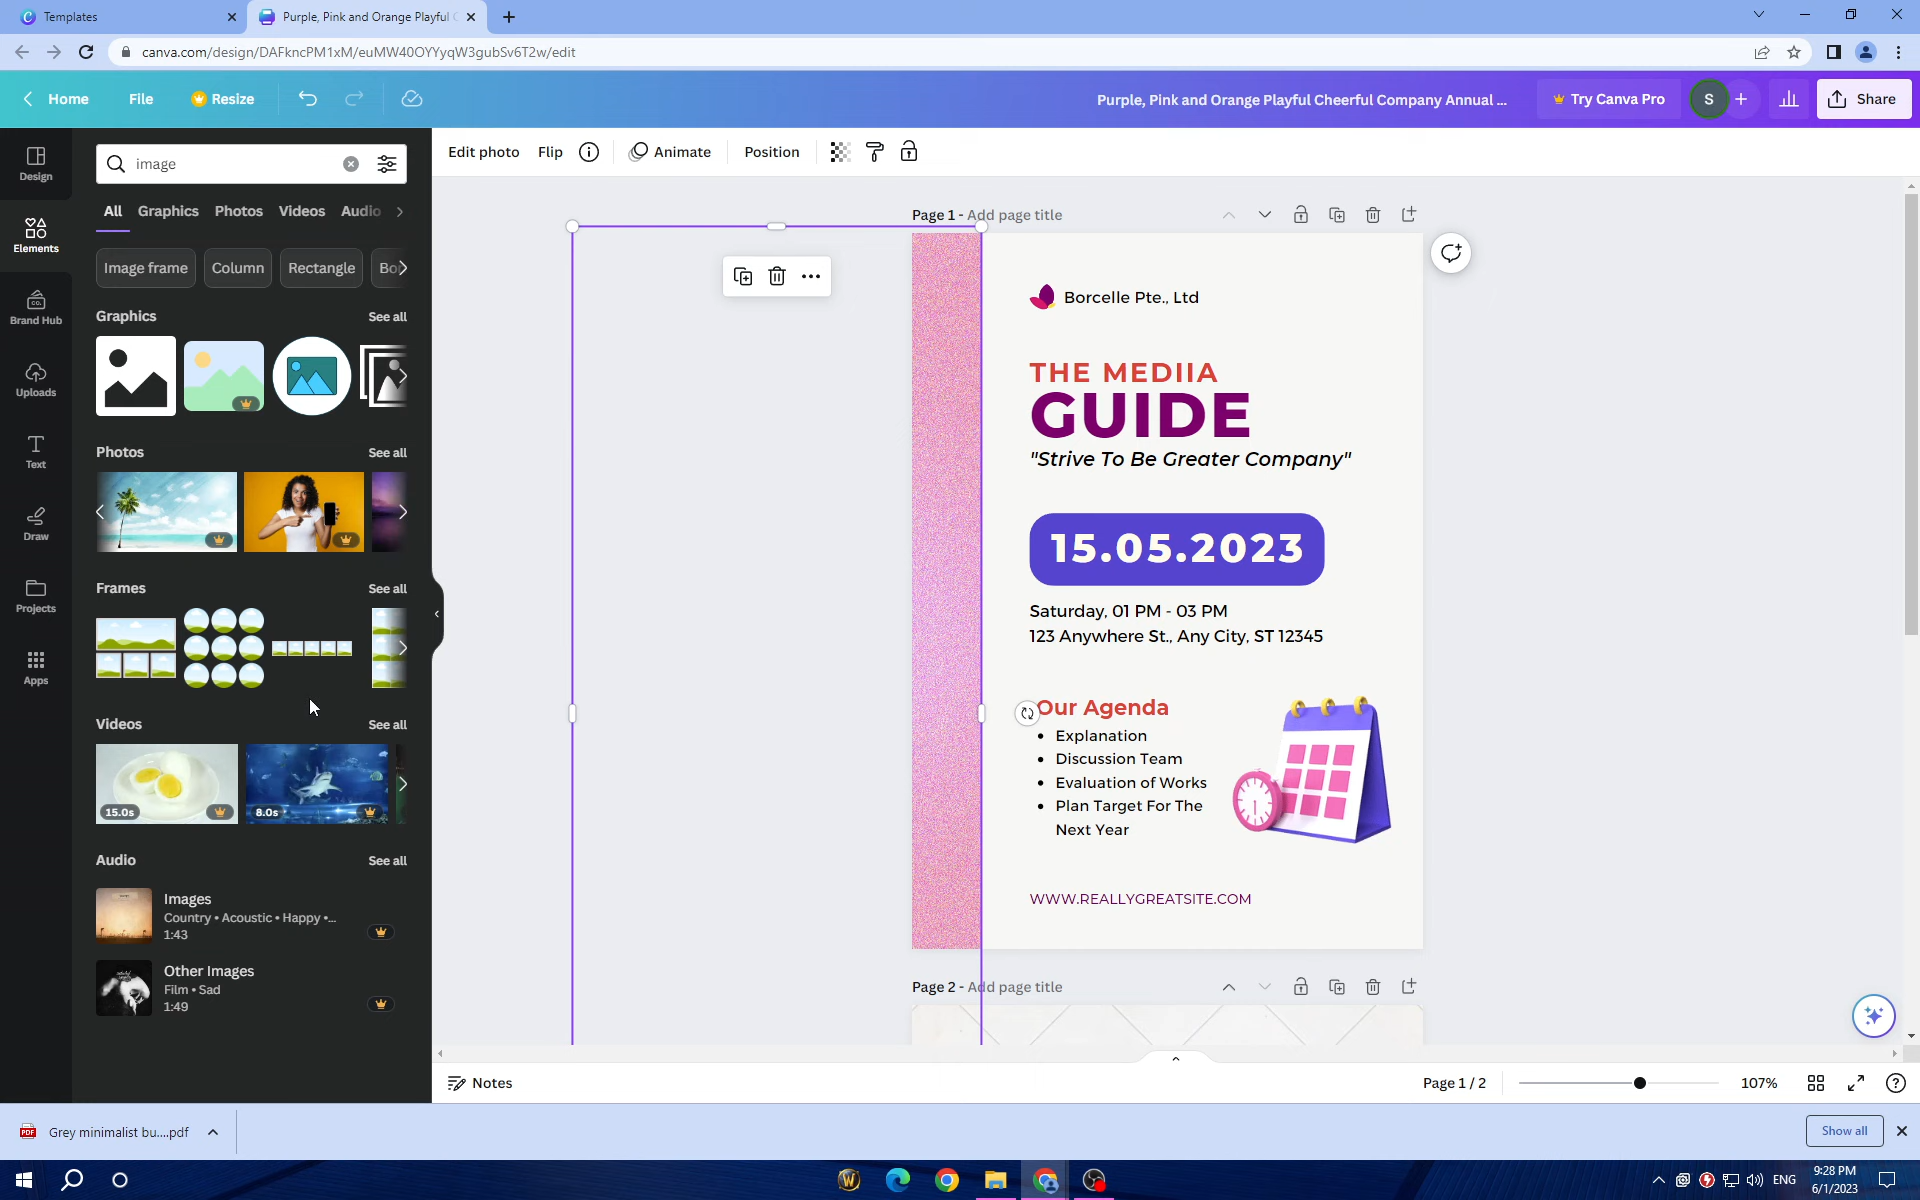 Templates
Purple, Pink and Orange Playful C
canva.com/design/DAFkncPM1xM/euMW40OYYyqW3gubSv6T2w/edit
Home
File
Resize
Purple, Pink and Orange Playful Cheerful Company Annual ...
Try Canva Pro
S
Share
Design
Elements
Brand Hub
Uploads
Text
Draw
Projects
Apps
image
All
Graphics
Photos
Videos
Audio
Image frame
Column
Rectangle
Bo
Graphics
See all
Photos
See all
Frames
See all
Videos
See all
15.0s
8.0s
Audio
See all
Images
Country • Acoustic • Happy •...
1:43
Other Images
Film • Sad
1:49
Edit photo
Flip
Animate
Position
Page 1 - Add page title
Borcelle Pte., Ltd
THE MEDIIA
GUIDE
"Strive To Be Greater Company"
15.05.2023
Saturday, 01 PM - 03 PM
123 Anywhere St., Any City, ST 12345
Our Agenda
• Explanation
• Discussion Team
• Evaluation of Works
• Plan Target For The
Next Year
WWW.REALLYGREATSITE.COM
Page 2 - Add page title
Notes
Page 1 / 2
107%
PDF
Grey minimalist bu....pdf
Show all
ENG
9:28 PM
6/1/2023